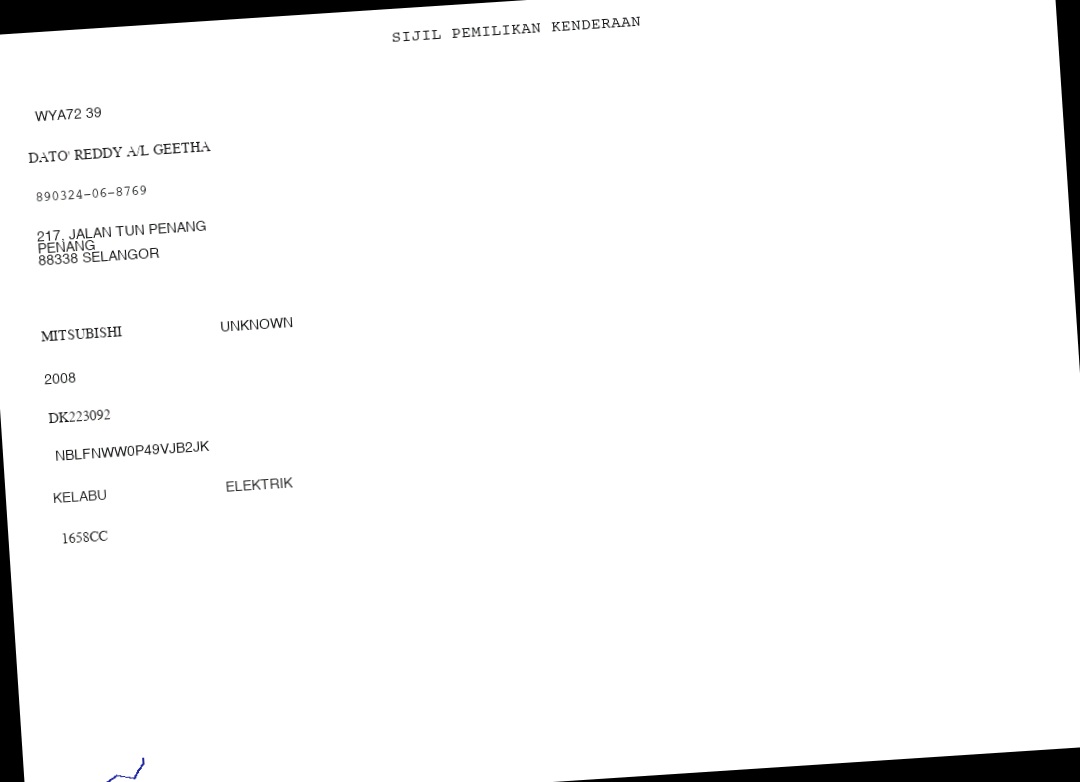 SIJIL PEMILIKAN KENDERAAN
WYA72 39
DATO' REDDY A/L GEETHA
890324-06-8769
217, JALAN TUN PENANG
PENANG
88338 SELANGOR
MITSUBISHI UNKNOWN
2008
DK223092
NBLFNWW0P49VJB2JK
KELABU ELEKTRIK
1658CC